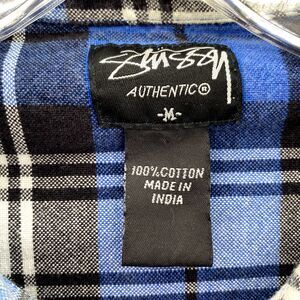 Stüssy
AUTHENTIC®
-M-
100% COTTON
MADE IN
INDIA